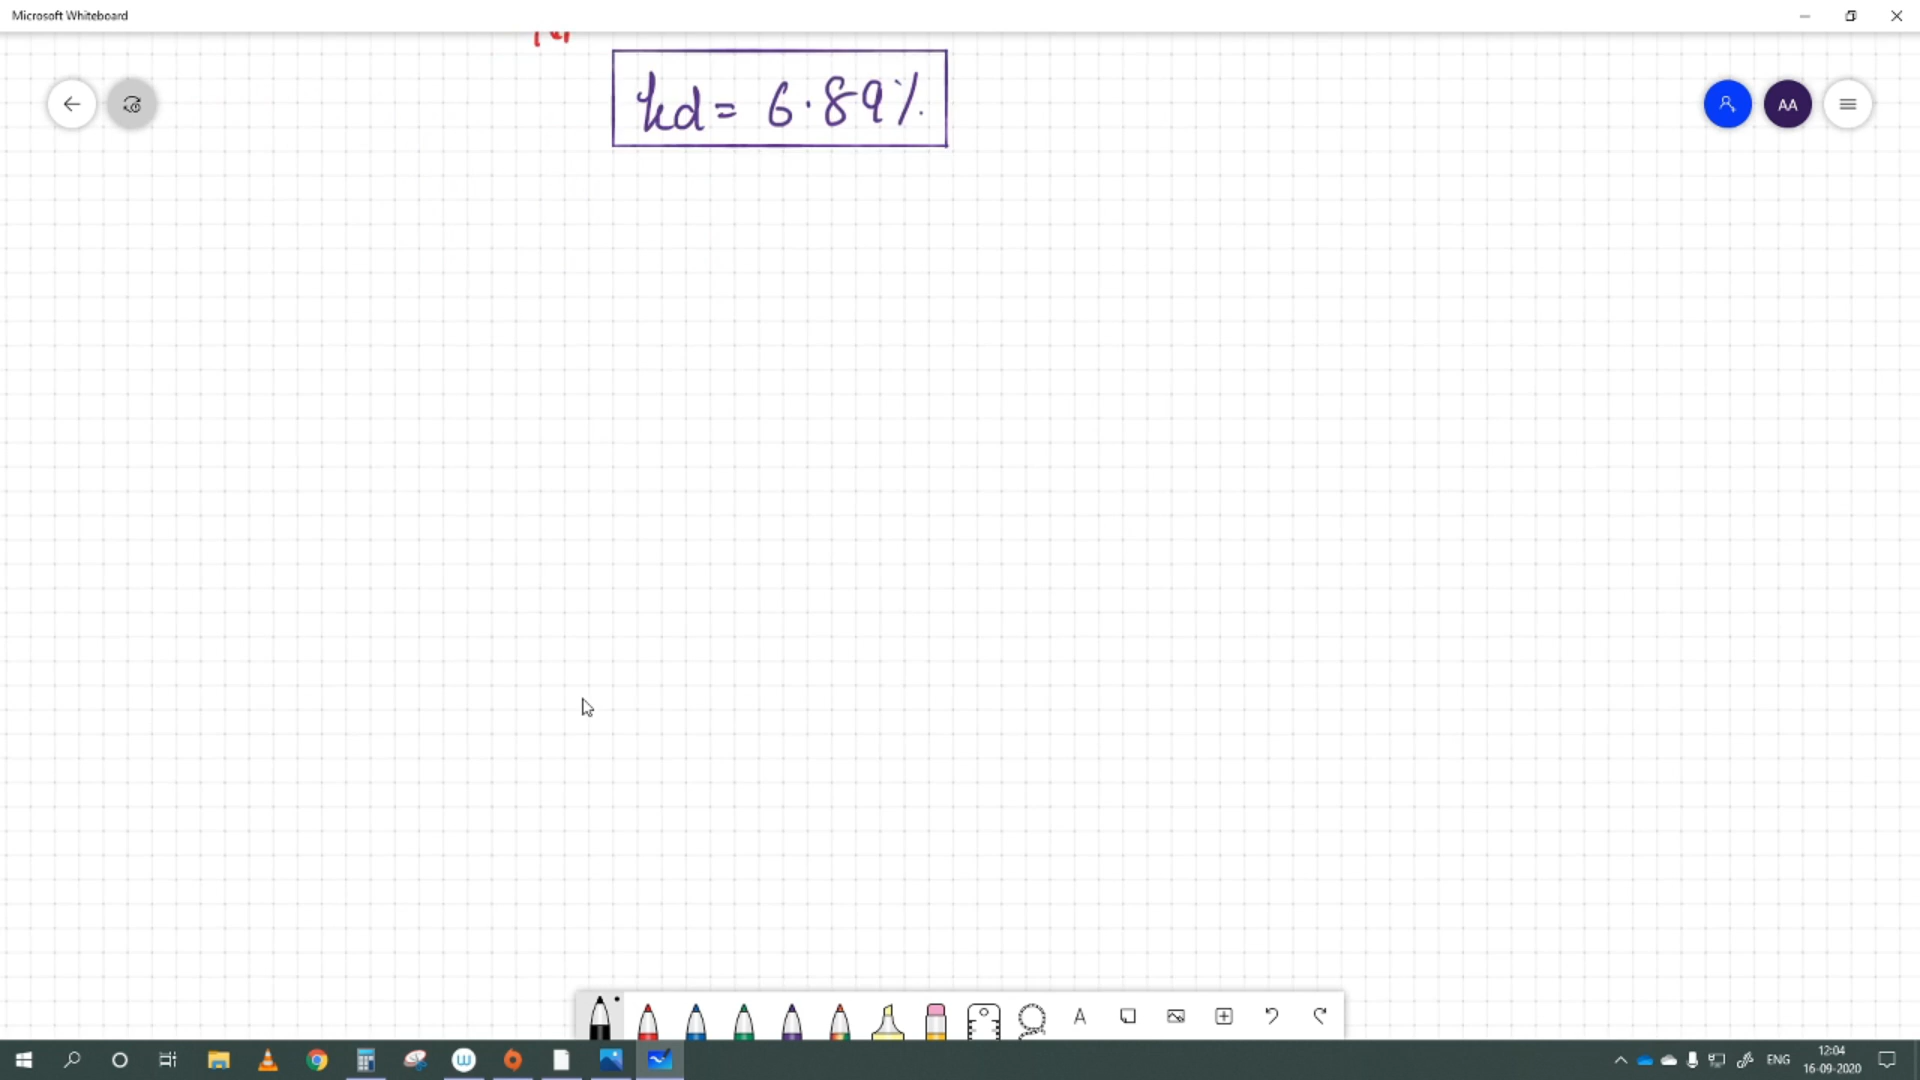 Microsoft Whiteboard
kd = 6.89%
AA
A
ENG
12:04
16-09-2020